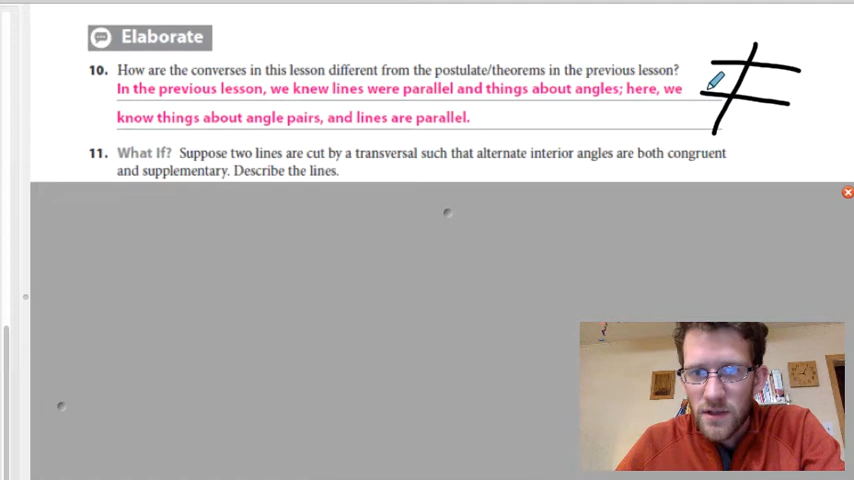 Elaborate
10. How are the converses in this lesson different from the postulate/theorems in the previous lesson?
In the previous lesson, we knew lines were parallel and things about angles; here, we
know things about angle pairs, and lines are parallel.
11. What If? Suppose two lines are cut by a transversal such that alternate interior angles are both congruent
and supplementary. Describe the lines.